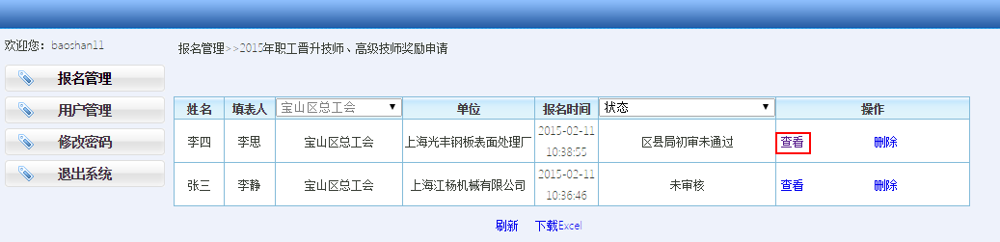 欢迎您: baoshan11
报名管理>>2015年职工晋升技师、高级技师奖励申请
报名管理
用户管理
修改密码
退出系统
姓名 填表人 宝山区总工会 单位 报名时间 状态 操作
李四 李思 宝山区总工会 上海光丰钢板表面处理厂 2015-02-11 10:38:55 区县局初审未通过 查看 删除
张三 李静 宝山区总工会 上海江杨机械有限公司 2015-02-11 10:36:46 未审核 查看 删除
刷新 下载Excel